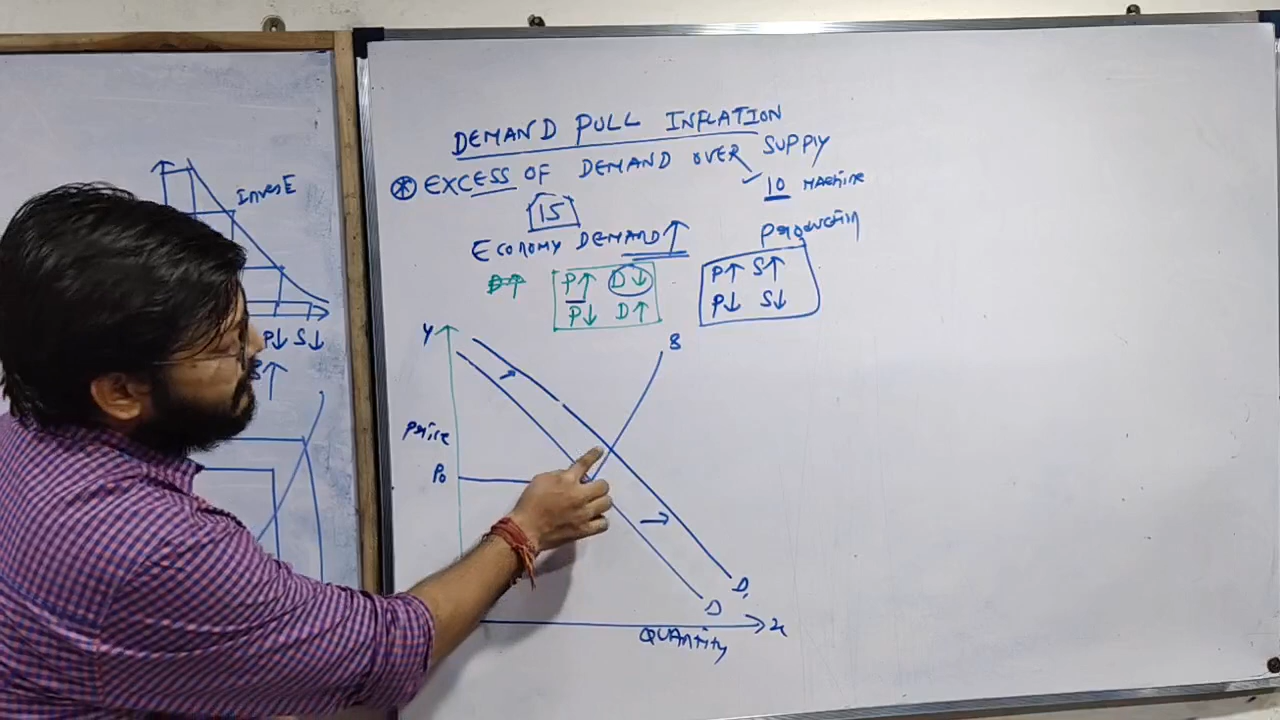 DEMAND PULL INFLATION
⊛ EXCESS OF DEMAND OVER SUPPLY
✓ 10 MACHINE
15
ECONOMY DEMAND↑
Production
D↑
P↑ D↓
P↓ D↑
P↑ S↑
P↓ S↓
Y
S
Price
P₀
D₁
D
QUANTITY
x
InversE
P↓ S↓
↑